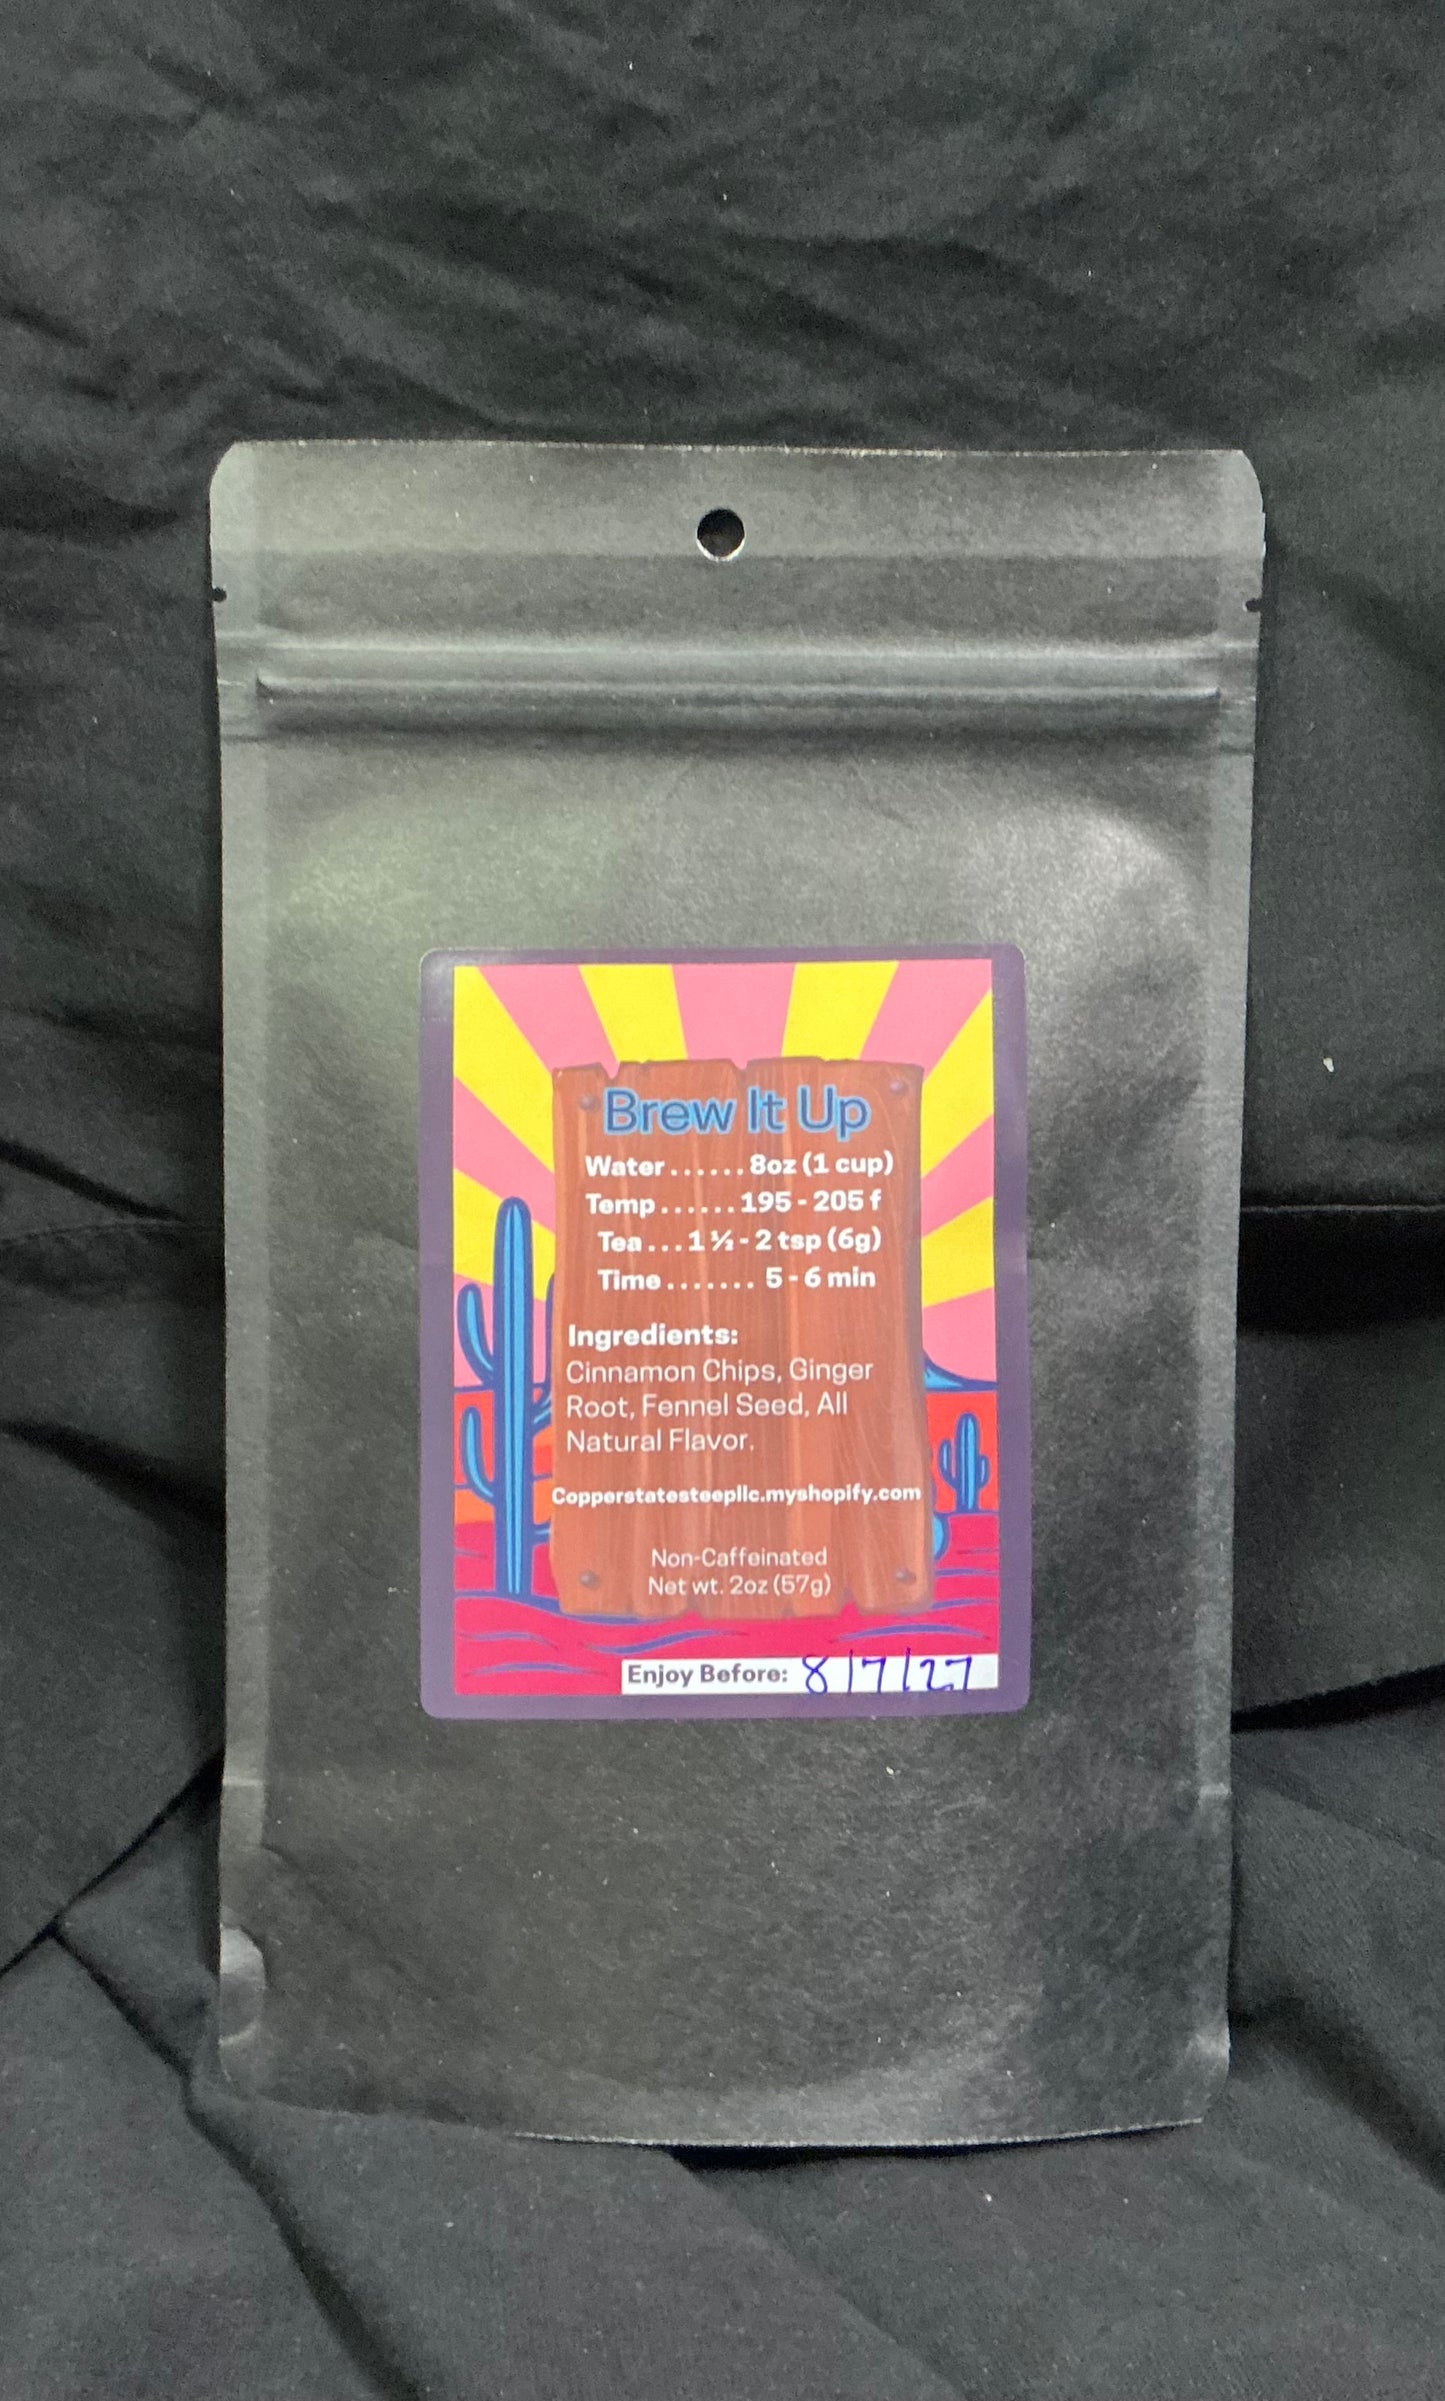 Brew It Up
Water......8oz (1 cup)
Temp......195 - 205 f
Tea...1 ½ - 2 tsp (6g)
Time....... 5 - 6 min
Ingredients:
Cinnamon Chips, Ginger
Root, Fennel Seed, All
Natural Flavor.
Copperstatesteepllc.myshopify.com
Non-Caffeinated
Net wt. 2oz (57g)
Enjoy Before: 8/7/27